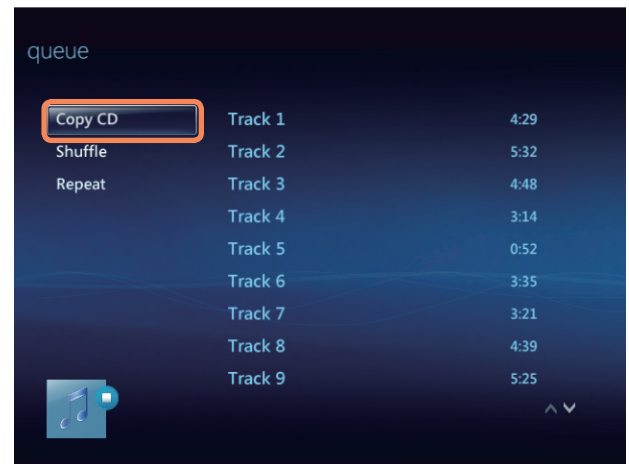 queue
Copy CD Track 1 4:29
Shuffle Track 2 5:32
Repeat Track 3 4:48
Track 4 3:14
Track 5 0:52
Track 6 3:35
Track 7 3:21
Track 8 4:39
Track 9 5:25